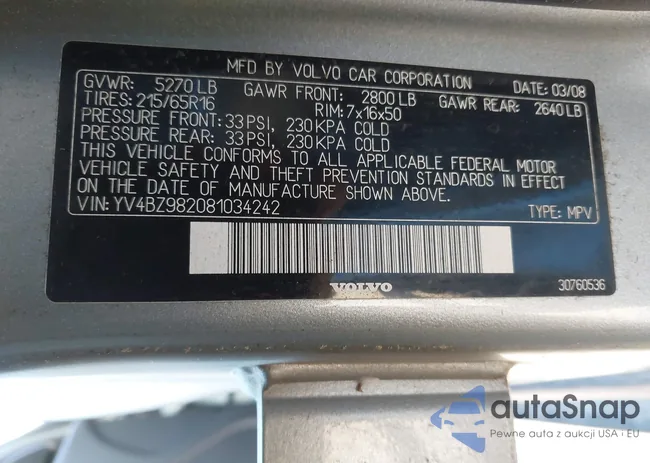 MFD BY VOLVO CAR CORPORATION DATE: 03/08
GVWR: 5270 LB GAWR FRONT: 2800 LB GAWR REAR: 2640 LB
TIRES: 215/65R16 RIM: 7x16x50
PRESSURE FRONT: 33 PSI, 230 KPA COLD
PRESSURE REAR: 33 PSI, 230 KPA COLD
THIS VEHICLE CONFORMS TO ALL APPLICABLE FEDERAL MOTOR
VEHICLE SAFETY AND THEFT PREVENTION STANDARDS IN EFFECT
ON THE DATE OF MANUFACTURE SHOWN ABOVE.
VIN: YV4BZ982081034242 TYPE: MPV
VOLVO 30760536
autaSnap
Pewne auta z aukcji USA i EU